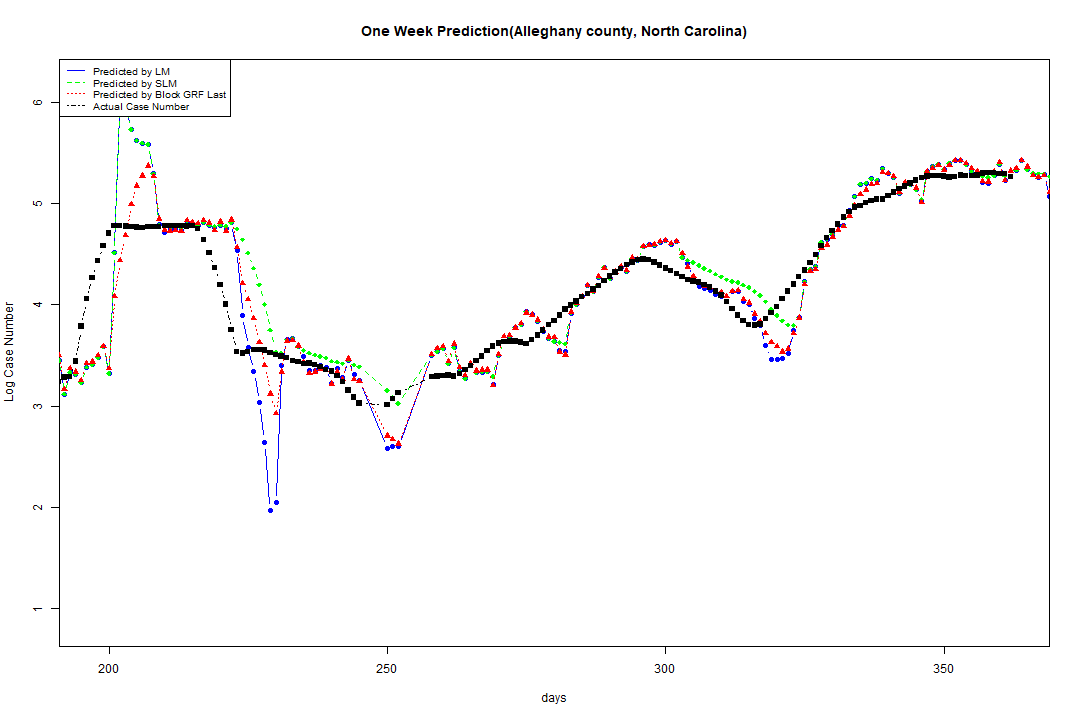 One Week Prediction(Alleghany county, North Carolina)
Predicted by LM
Predicted by SLM
Predicted by Block GRF Last
Actual Case Number
6
5
4
3
2
1
Log Case Number
200
250
300
350
days